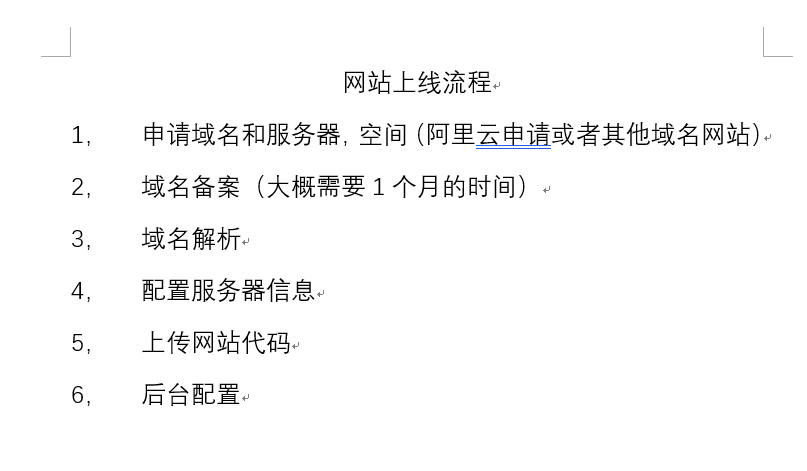 网站上线流程
1, 申请域名和服务器, 空间（阿里云申请或者其他域名网站）
2, 域名备案（大概需要 1 个月的时间）
3, 域名解析
4, 配置服务器信息
5, 上传网站代码
6, 后台配置